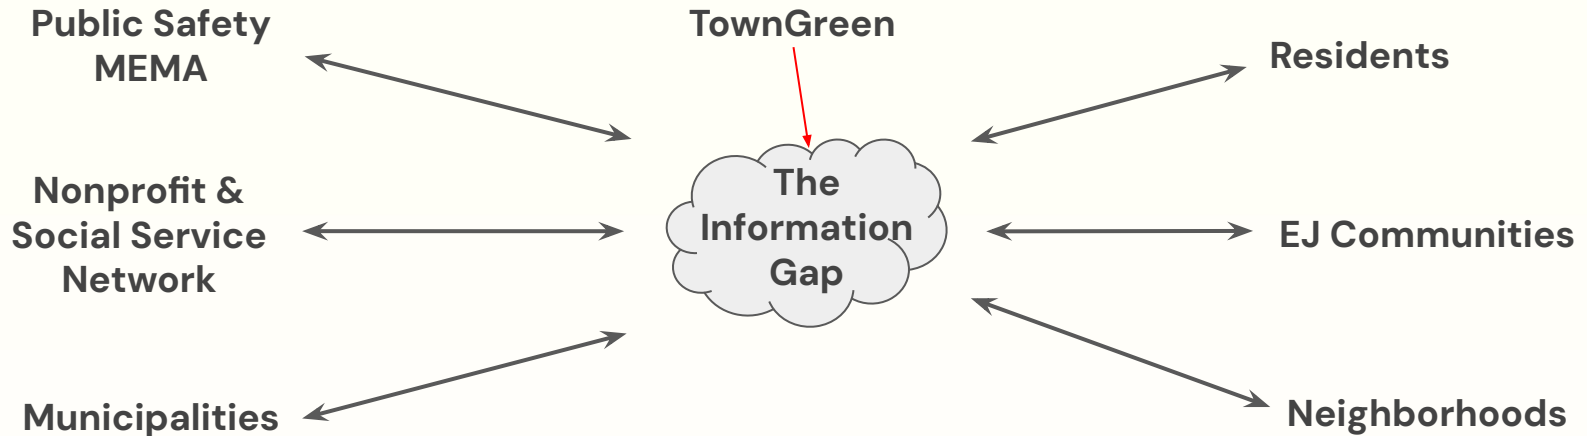 Public Safety
MEMA
TownGreen
Residents
Nonprofit &
Social Service
Network
The
Information
Gap
EJ Communities
Municipalities
Neighborhoods